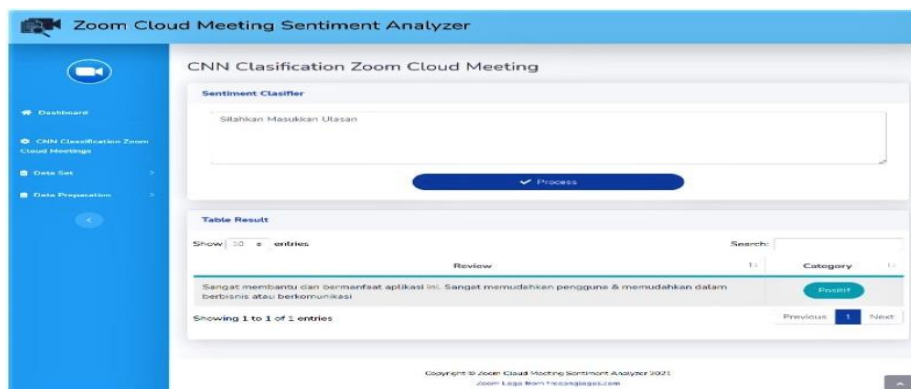 Zoom Cloud Meeting Sentiment Analyzer
CNN Clasification Zoom Cloud Meeting
Sentiment Clasifier
Dashboard
Silahkan Masukkan Ulasan
CNN Classification Zoom
Cloud Meetings
Data Set >
Process
Data Preparation >
<
Table Result
Show 10 entries
Search:
Review
Category
Sangat membantu dan bermanfaat aplikasi ini. Sangat memudahkan pengguna & memudahkan dalam
berbisnis atau berkomunikasi
Positif
Showing 1 to 1 of 1 entries
Previous 1 Next
Copyright © Zoom Cloud Meeting Sentiment Analyzer 2021
Zoom Logo from